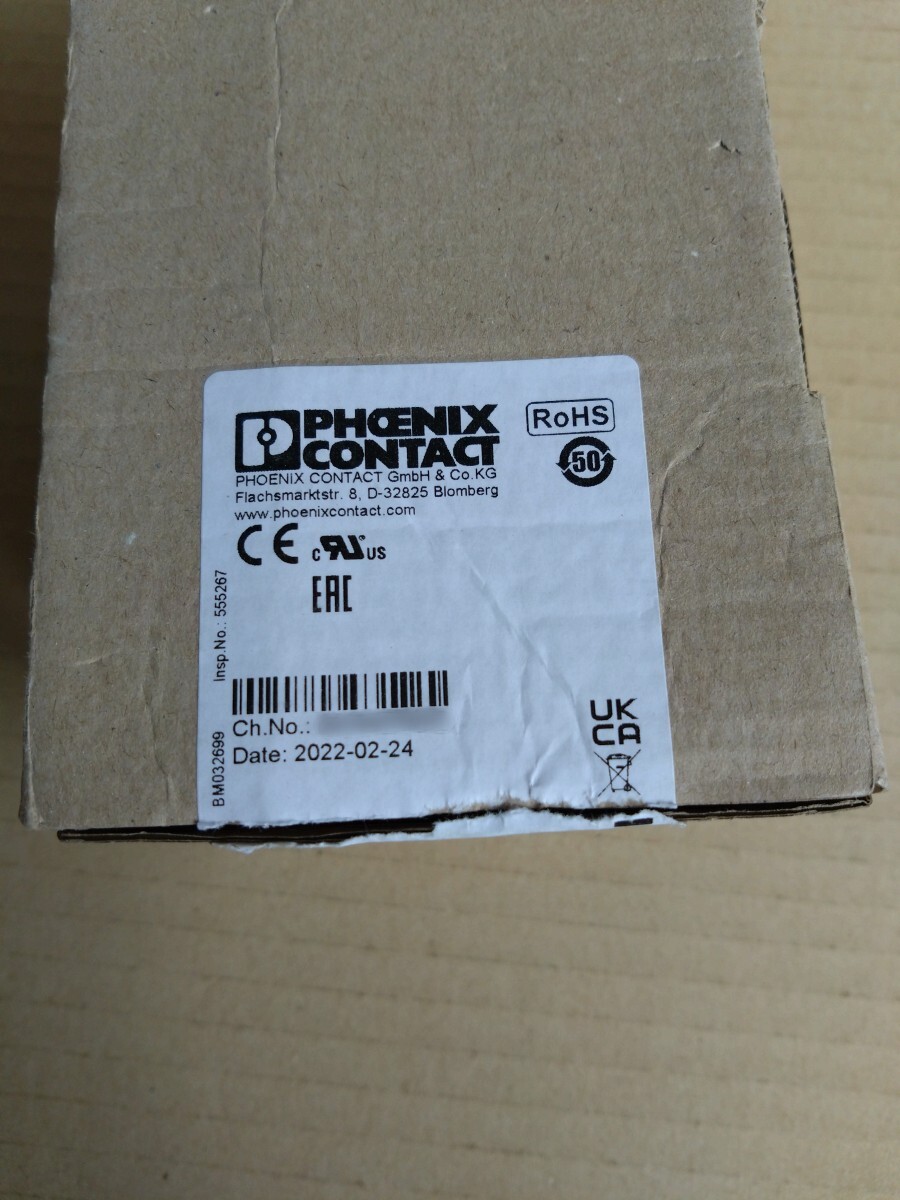 PHŒNIX
CONTACT
RoHS
50
PHOENIX CONTACT GmbH & Co.KG
Flachsmarktstr. 8, D-32825 Blomberg
www.phoenixcontact.com
CE
c RU US
EAC
Insp.No.: 555267
BM032699
Ch.No.:
Date: 2022-02-24
UK
CA